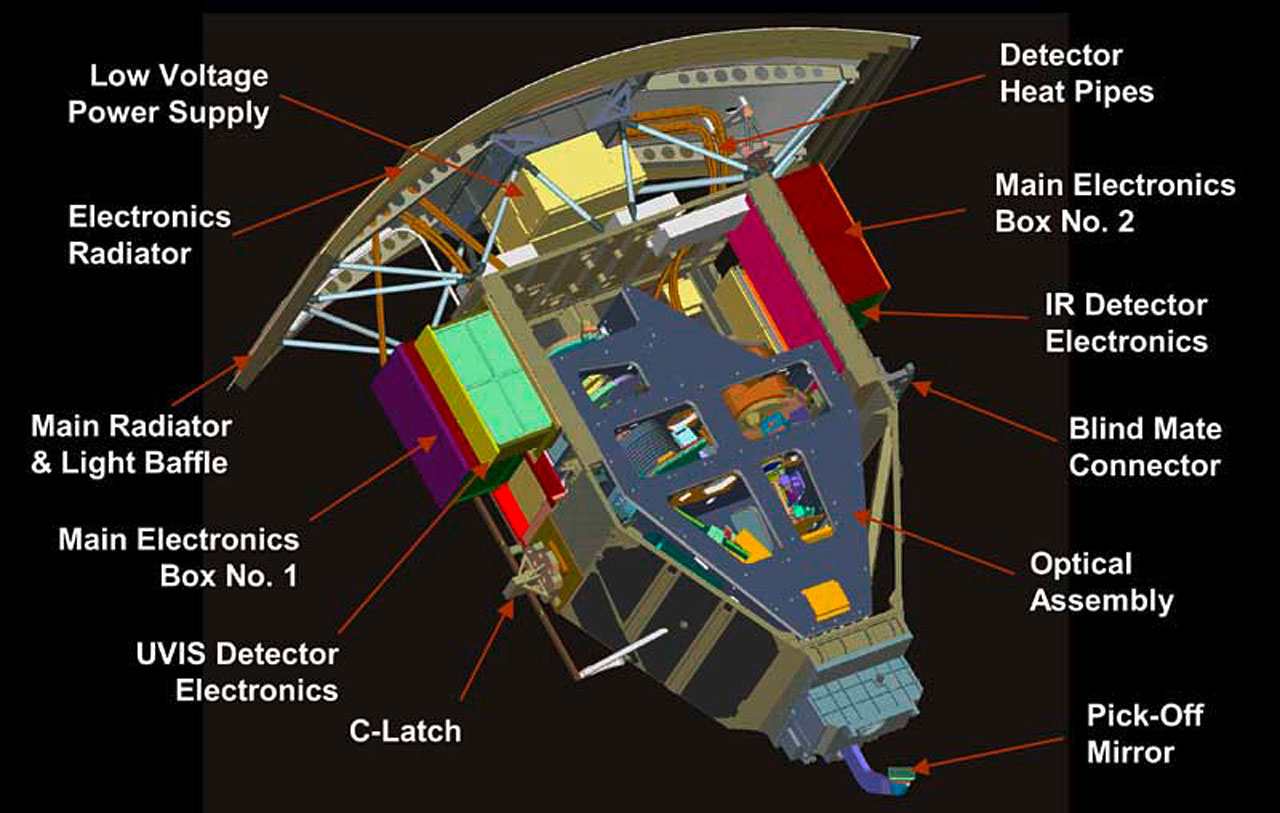 Low Voltage
Power Supply
Electronics
Radiator
Main Radiator
& Light Baffle
Main Electronics
Box No. 1
UVIS Detector
Electronics
C-Latch
Detector
Heat Pipes
Main Electronics
Box No. 2
IR Detector
Electronics
Blind Mate
Connector
Optical
Assembly
Pick-Off
Mirror